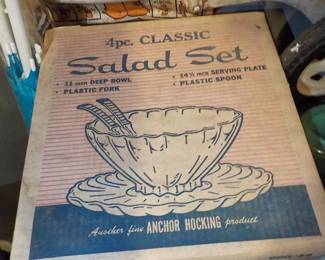 4pc. CLASSIC
Salad Set
• 11 INCH DEEP BOWL • 14½ INCH SERVING PLATE
• PLASTIC FORK • PLASTIC SPOON
Another fine ANCHOR HOCKING product